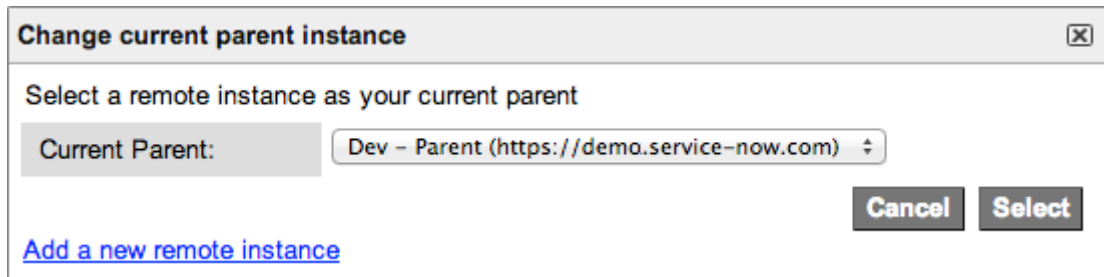 Change current parent instance
Select a remote instance as your current parent
Current Parent: Dev - Parent (https://demo.service-now.com)
Cancel Select
Add a new remote instance